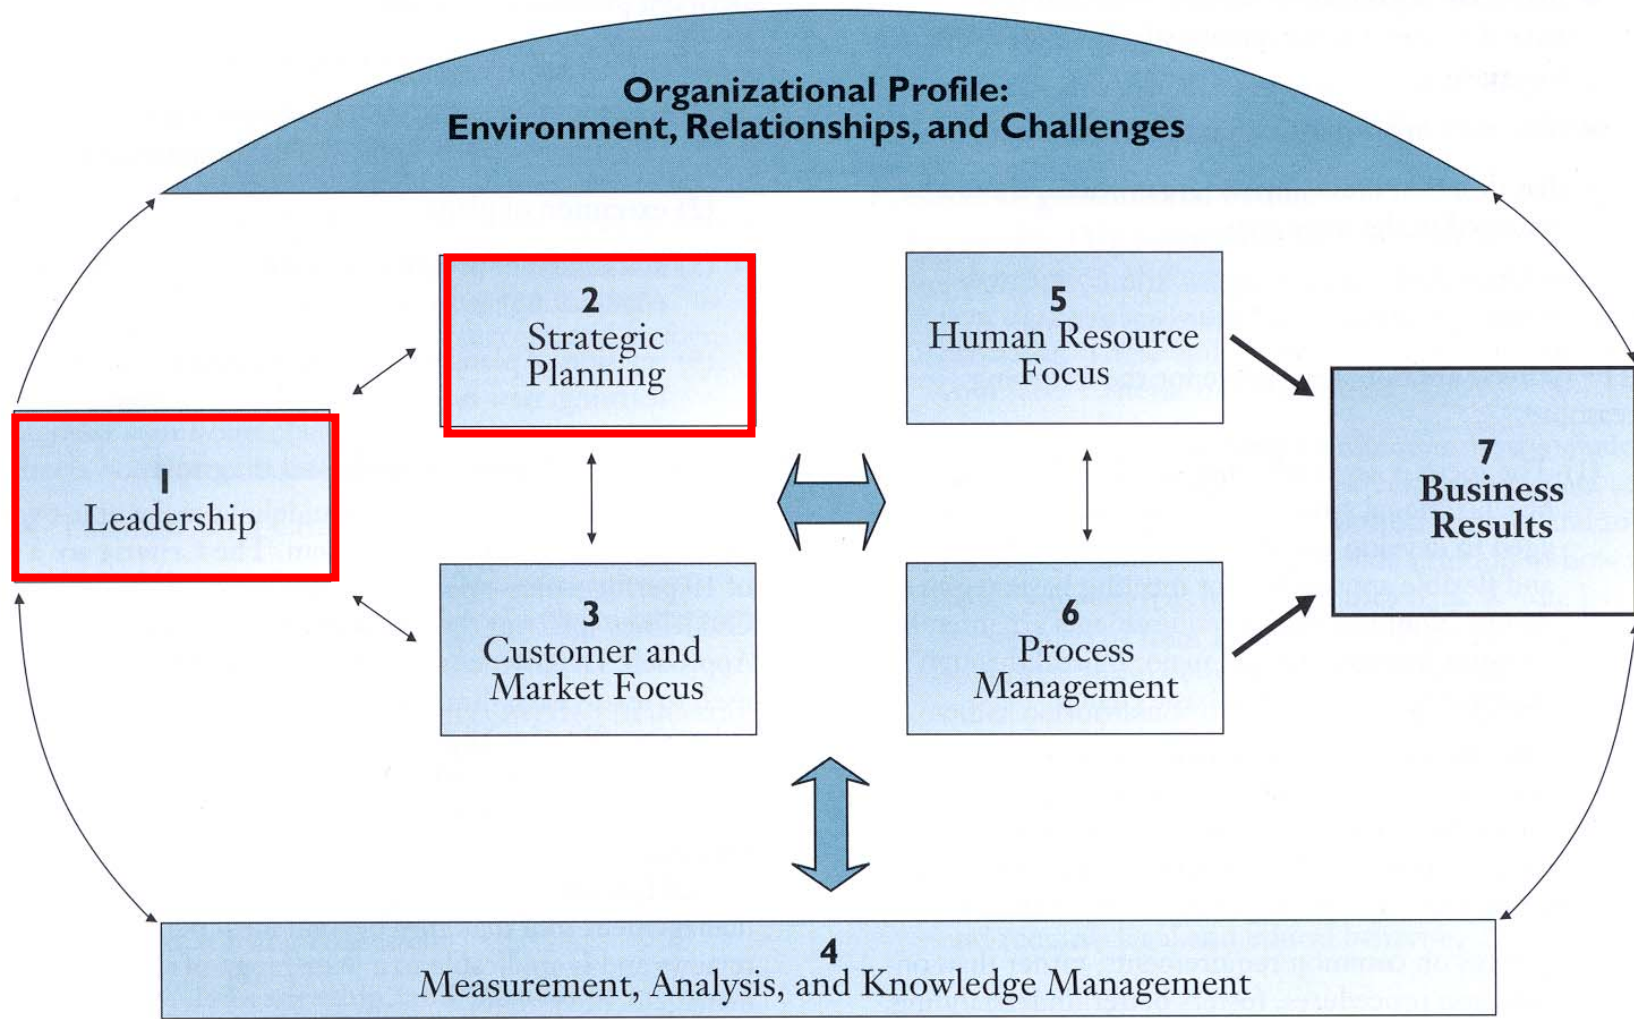 Organizational Profile:
Environment, Relationships, and Challenges
2
Strategic
Planning
5
Human Resource
Focus
1
Leadership
7
Business
Results
3
Customer and
Market Focus
6
Process
Management
4
Measurement, Analysis, and Knowledge Management